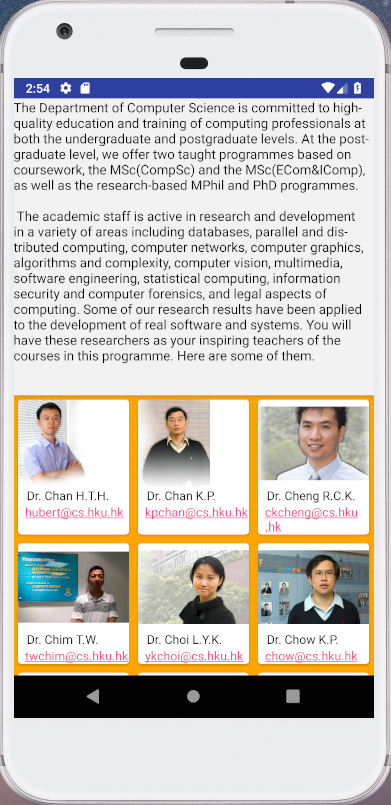 2:54
The Department of Computer Science is committed to high-
quality education and training of computing professionals at
both the undergraduate and postgraduate levels. At the post-
graduate level, we offer two taught programmes based on
coursework, the MSc(CompSc) and the MSc(ECom&IComp),
as well as the research-based MPhil and PhD programmes.
The academic staff is active in research and development
in a variety of areas including databases, parallel and dis-
tributed computing, computer networks, computer graphics,
algorithms and complexity, computer vision, multimedia,
software engineering, statistical computing, information
security and computer forensics, and legal aspects of
computing. Some of our research results have been applied
to the development of real software and systems. You will
have these researchers as your inspiring teachers of the
courses in this programme. Here are some of them.
Dr. Chan H.T.H.
hubert@cs.hku.hk
Dr. Chan K.P.
kpchan@cs.hku.hk
Dr. Cheng R.C.K.
ckcheng@cs.hku
.hk
Dr. Chim T.W.
twchim@cs.hku.hk
Dr. Choi L.Y.K.
ykchoi@cs.hku.hk
Dr. Chow K.P.
chow@cs.hku.hk